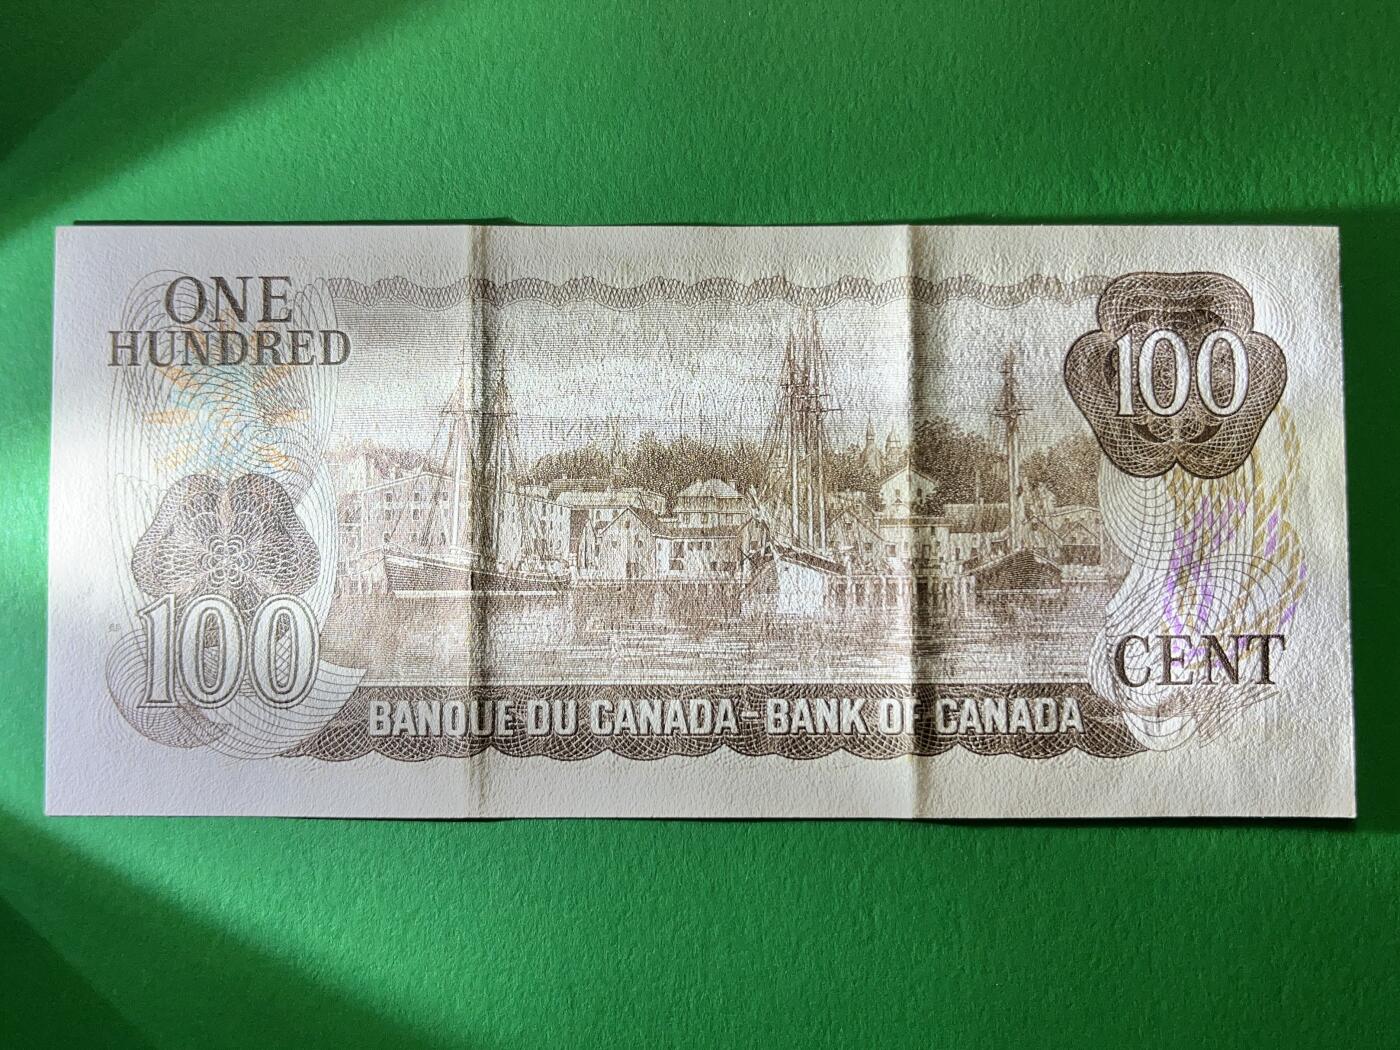 ONE
HUNDRED
100
100
CENT
BANQUE DU CANADA-BANK OF CANADA